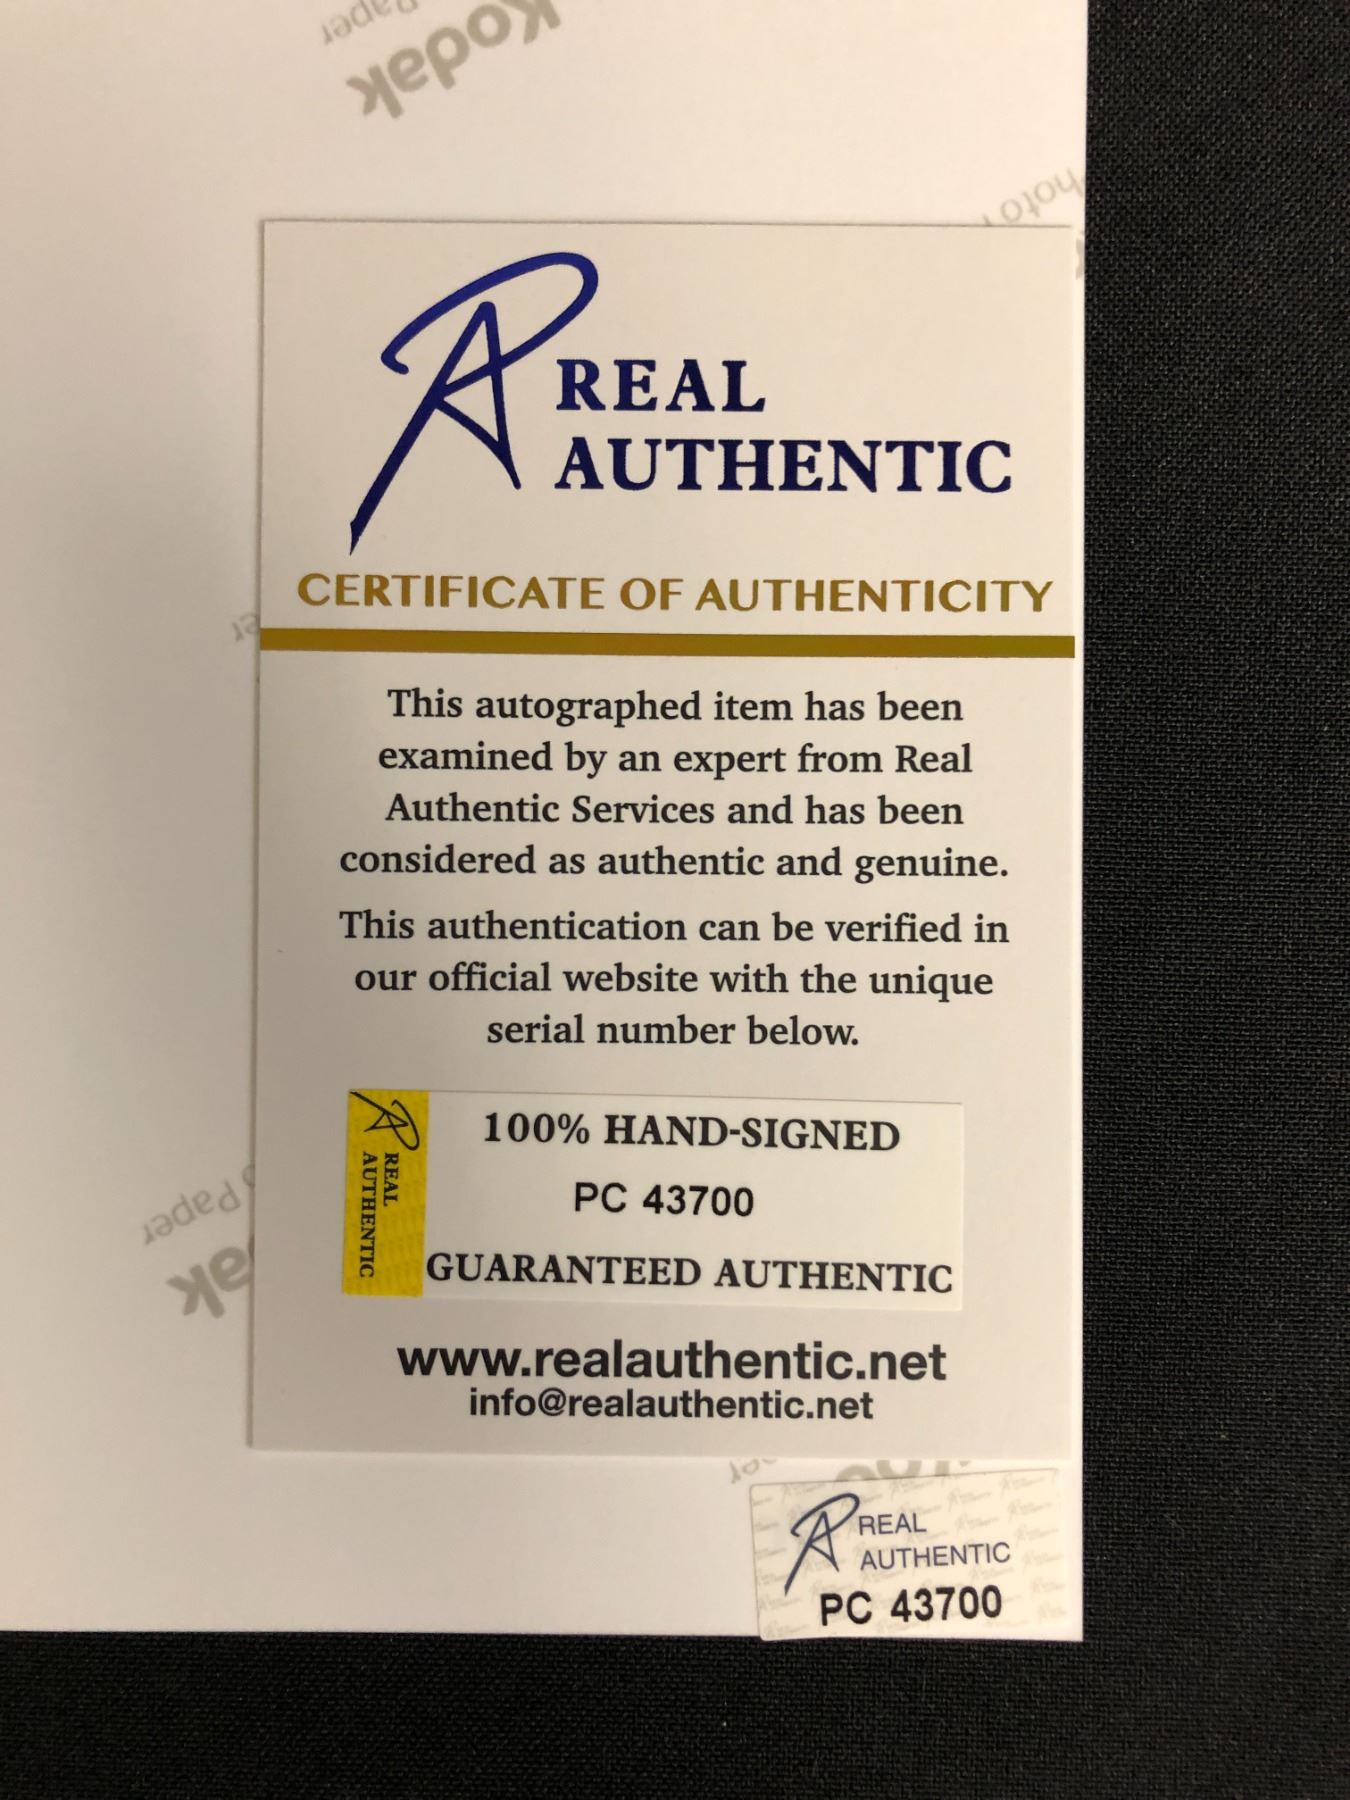 Paper
Kodak
Photo
REAL
AUTHENTIC
CERTIFICATE OF AUTHENTICITY
This autographed item has been
examined by an expert from Real
Authentic Services and has been
considered as authentic and genuine.
This authentication can be verified in
our official website with the unique
serial number below.
REAL
AUTHENTIC
100% HAND-SIGNED
PC 43700
GUARANTEED AUTHENTIC
www.realauthentic.net
info@realauthentic.net
Paper
REAL
AUTHENTIC
PC 43700